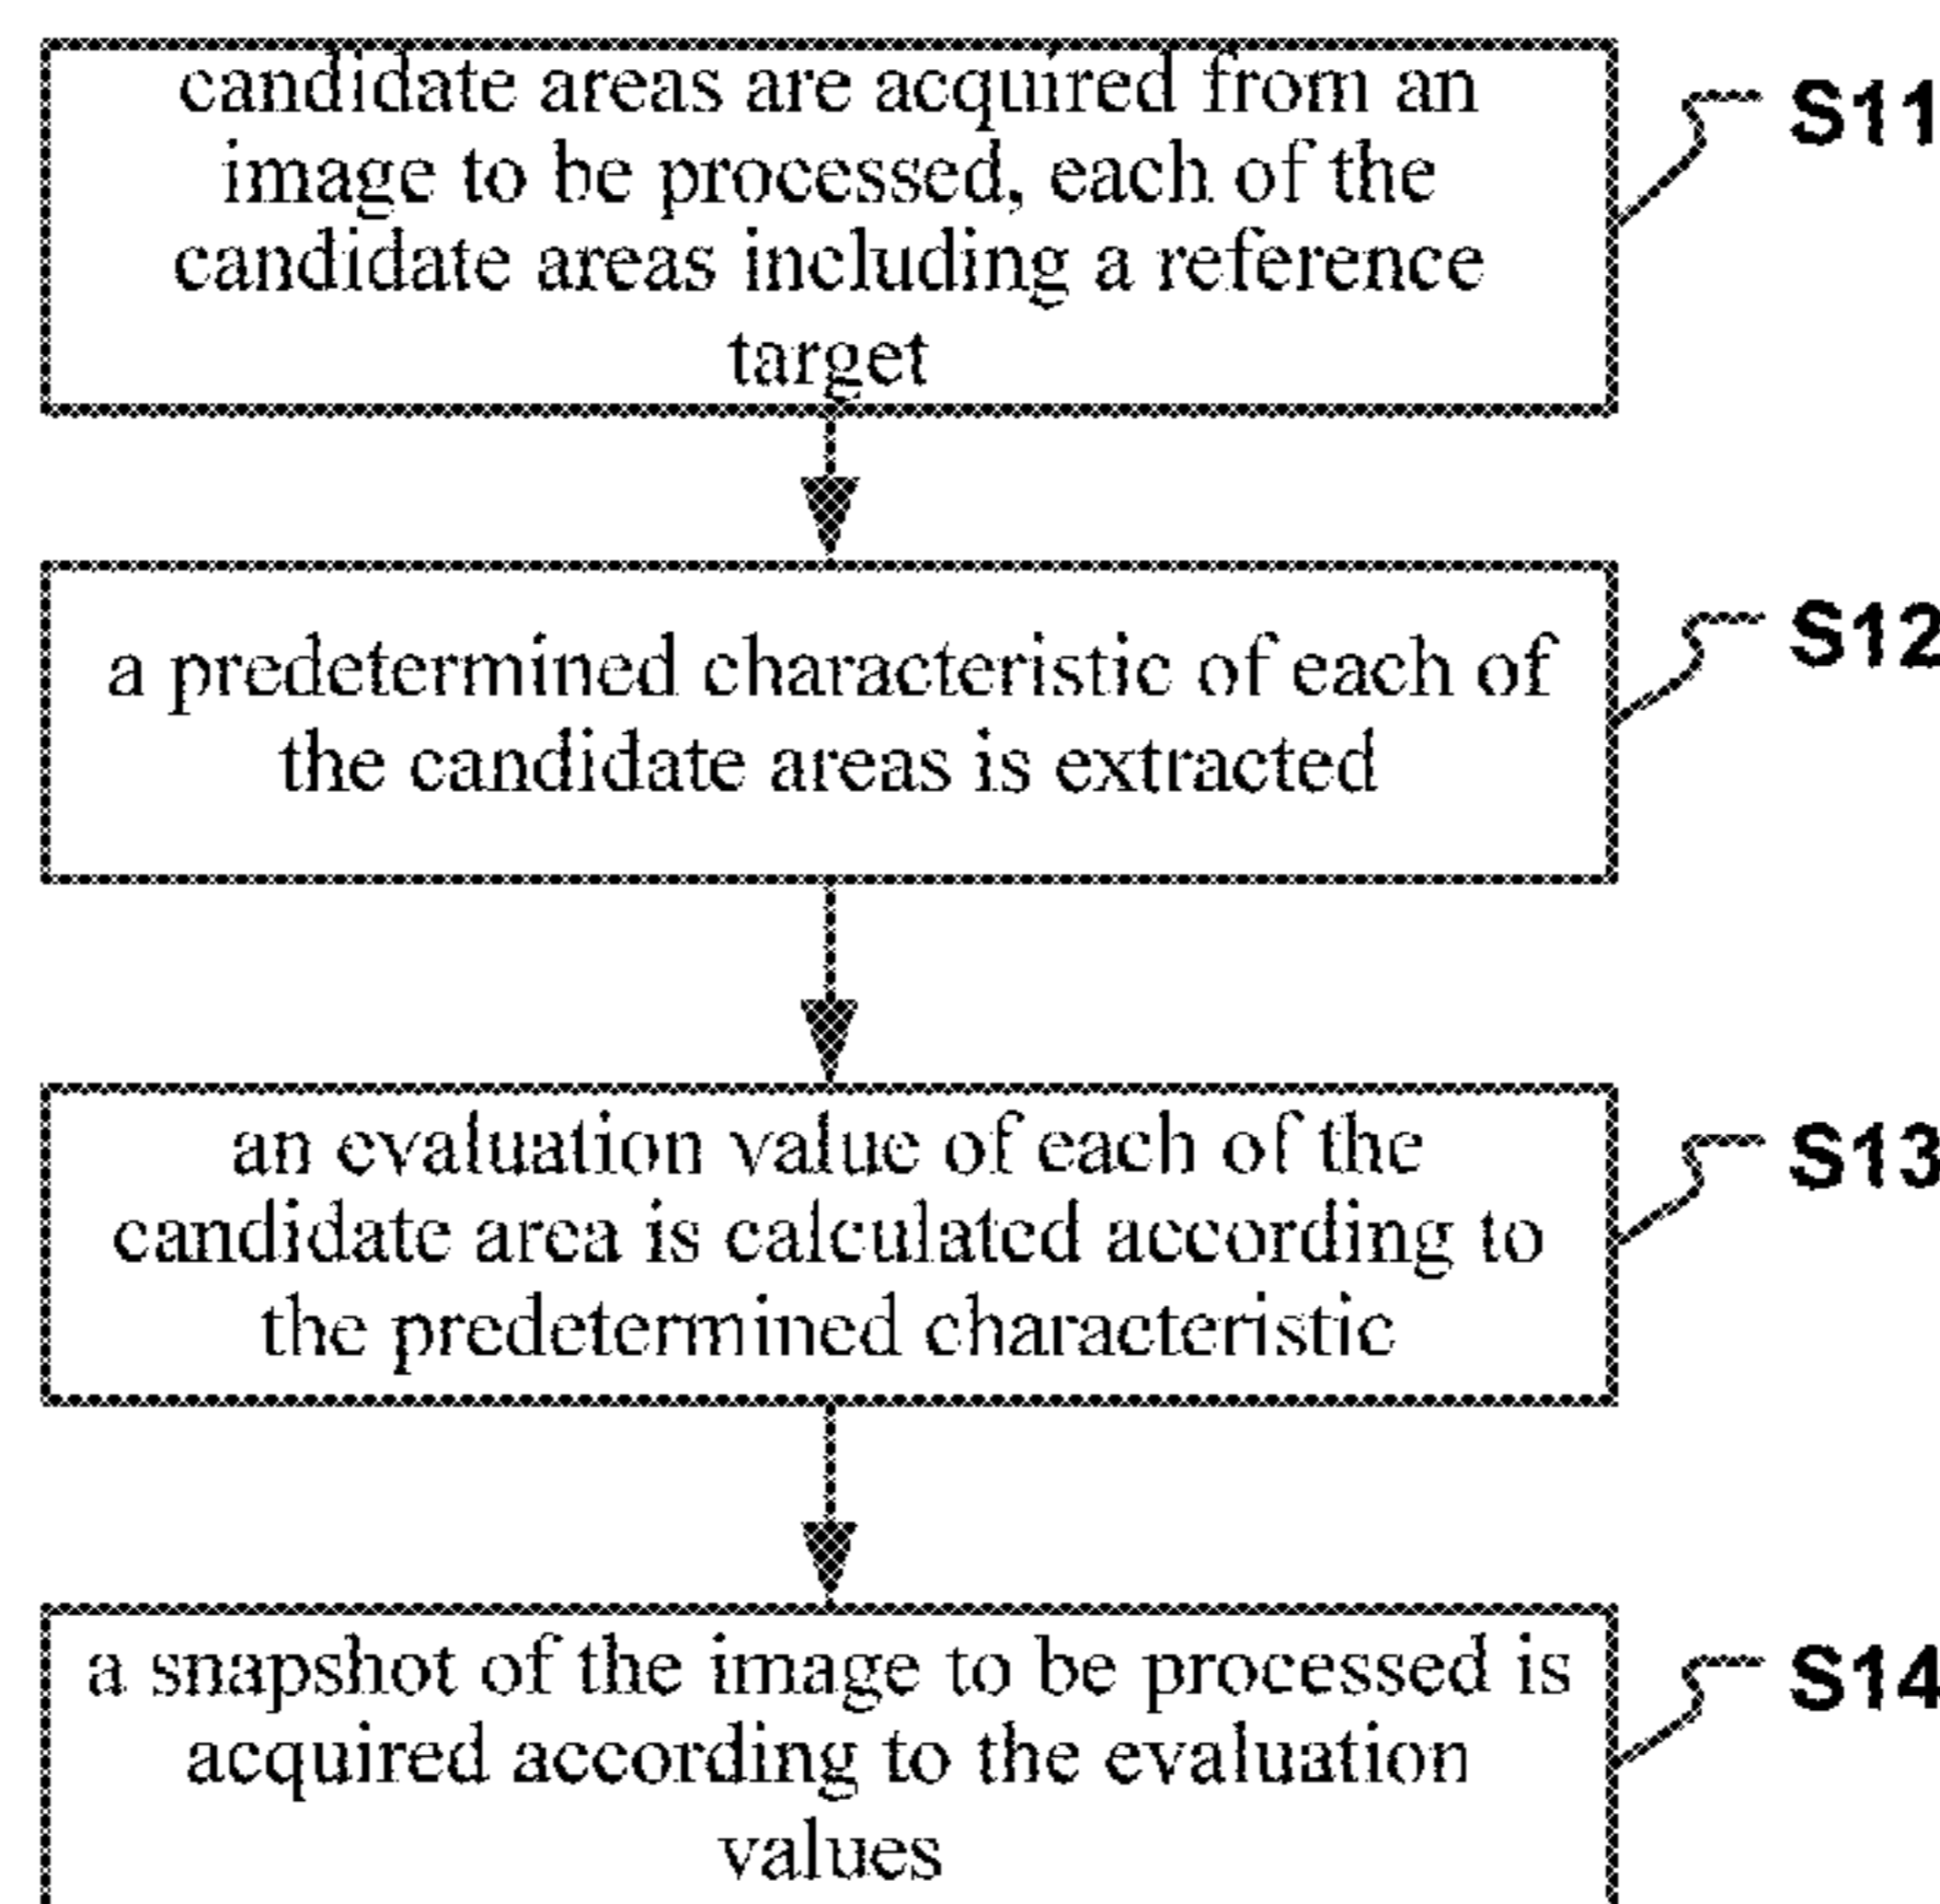 candidate areas are acquired from an
image to be processed, each of the
candidate areas including a reference
target
S11
a predetermined characteristic of each of
the candidate areas is extracted
S12
an evaluation value of each of the
candidate area is calculated according to
the predetermined characteristic
S13
a snapshot of the image to be processed is
acquired according to the evaluation
values
S14